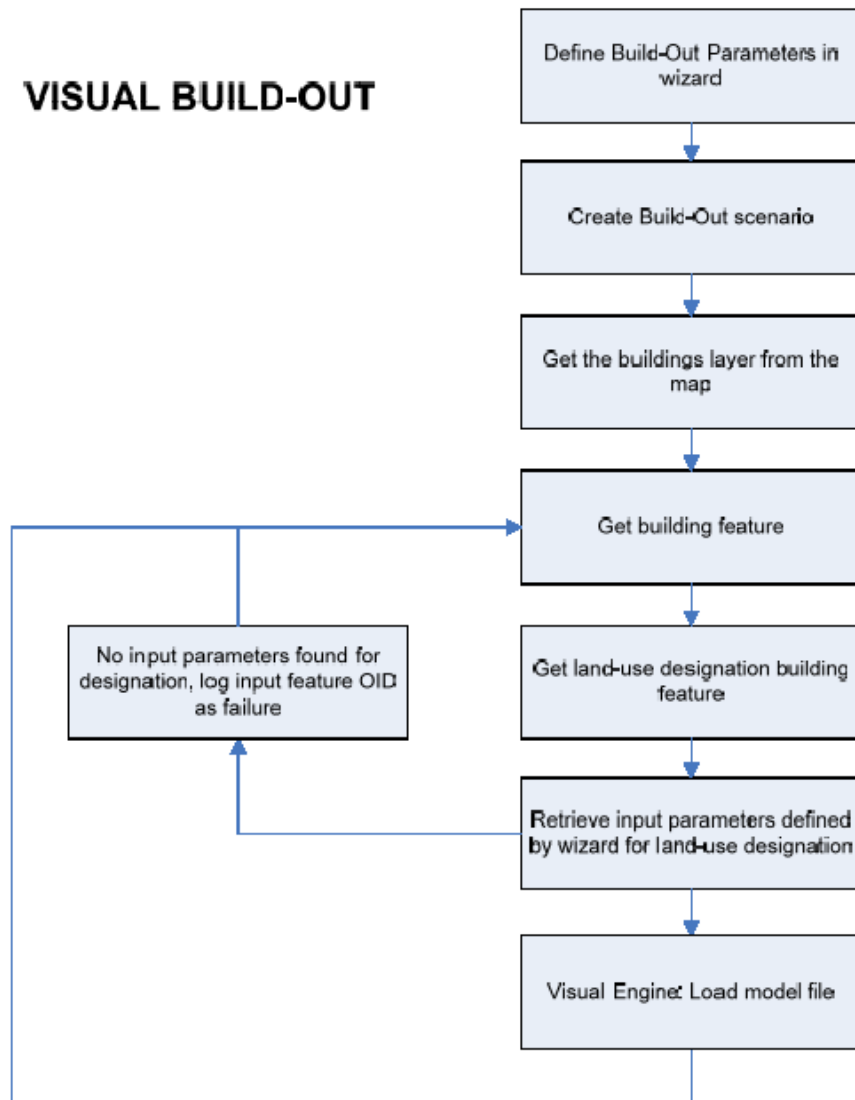 VISUAL BUILD-OUT
Define Build-Out Parameters in
wizard
Create Build-Out scenario
Get the buildings layer from the
map
Get building feature
No input parameters found for
designation, log input feature OID
as failure
Get land-use designation building
feature
Retrieve input parameters defined
by wizard for land-use designation
Visual Engine: Load model file